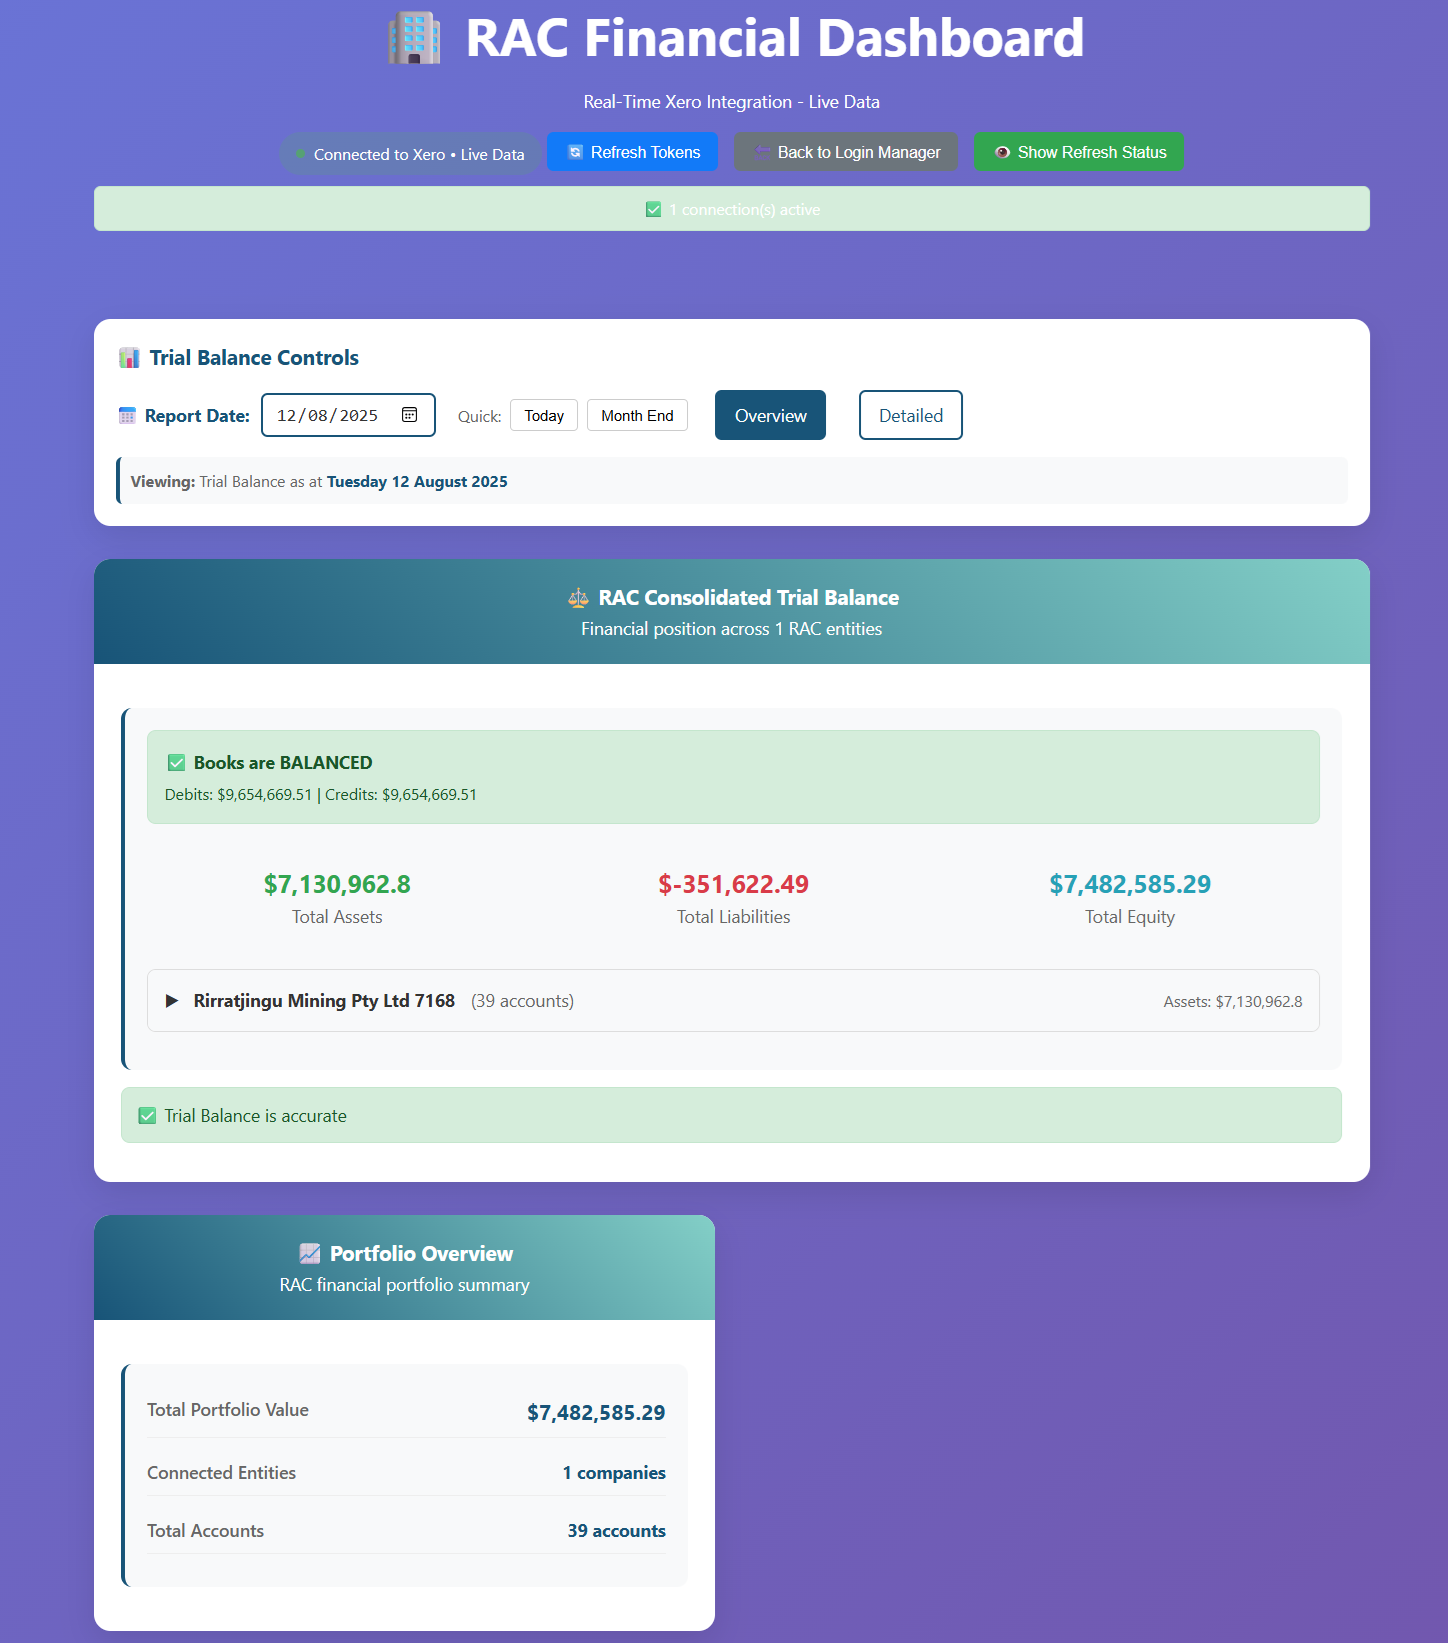 RAC Financial Dashboard
Real-Time Xero Integration - Live Data
Connected to Xero • Live Data
Refresh Tokens
Back to Login Manager
Show Refresh Status
1 connection(s) active
Trial Balance Controls
Report Date: 12/08/2025 Quick: Today Month End Overview Detailed
Viewing: Trial Balance as at Tuesday 12 August 2025
RAC Consolidated Trial Balance
Financial position across 1 RAC entities
Books are BALANCED
Debits: $9,654,669.51 | Credits: $9,654,669.51
$7,130,962.8
Total Assets
$-351,622.49
Total Liabilities
$7,482,585.29
Total Equity
Rirratjingu Mining Pty Ltd 7168 (39 accounts) Assets: $7,130,962.8
Trial Balance is accurate
Portfolio Overview
RAC financial portfolio summary
Total Portfolio Value $7,482,585.29
Connected Entities 1 companies
Total Accounts 39 accounts